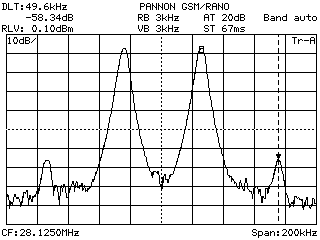 DLT:49.6kHz PANNON GSM/RANO
-58.34dB RB 3kHz AT 20dB Band auto
RLV: 0.10dBm VB 3kHz ST 67ms
10dB/ Tr-A
CF:28.1250MHz Span:200kHz